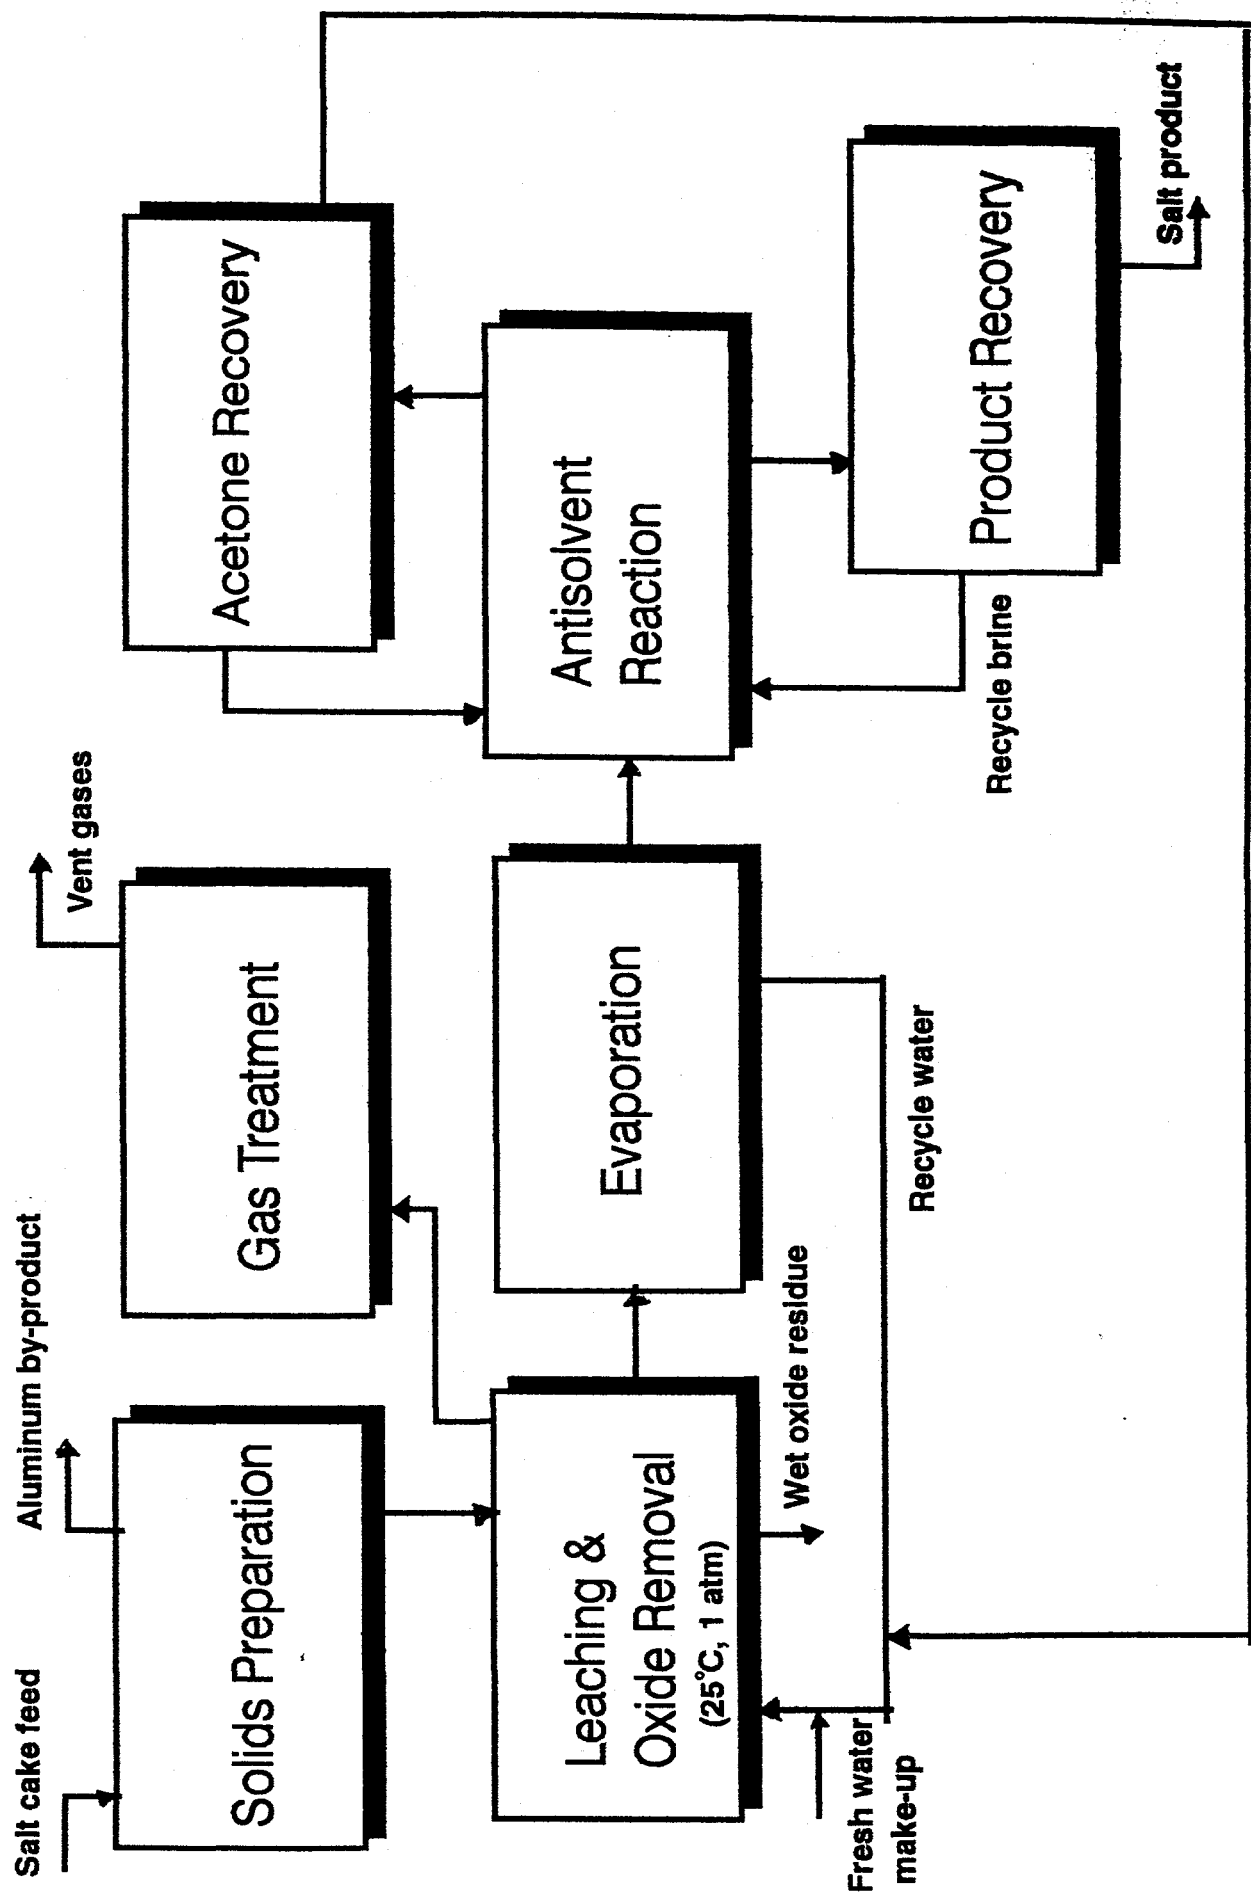 Salt cake feed
Aluminum by-product
Vent gases
Solids Preparation
Gas Treatment
Acetone Recovery
Leaching &
Oxide Removal
(25°C, 1 atm)
Evaporation
Antisolvent
Reaction
Wet oxide residue
Fresh water
make-up
Recycle water
Recycle brine
Product Recovery
Salt product